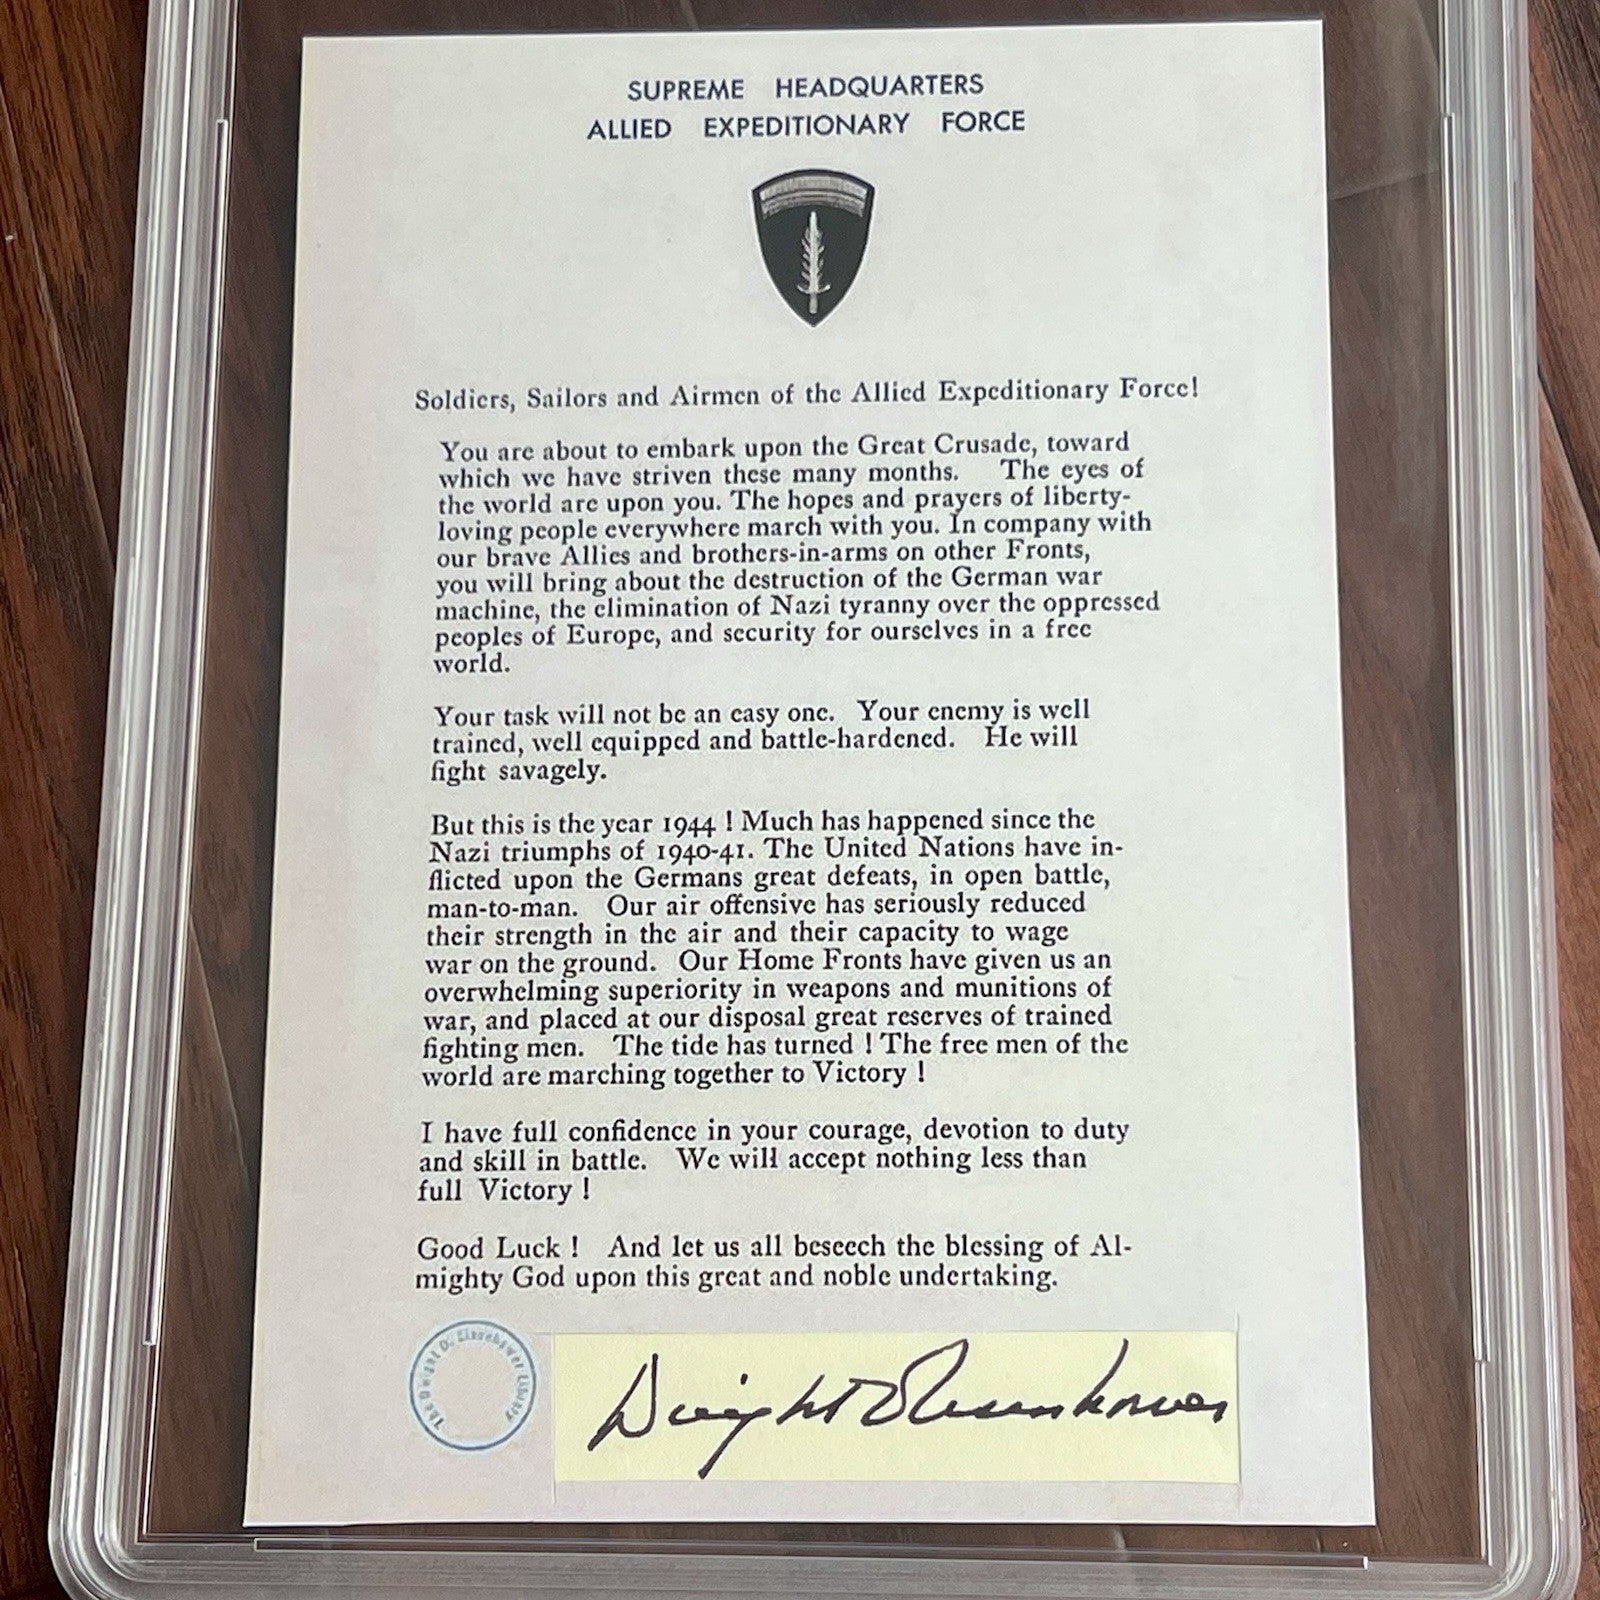 SUPREME HEADQUARTERS
ALLIED EXPEDITIONARY FORCE
Soldiers, Sailors and Airmen of the Allied Expeditionary Force!
You are about to embark upon the Great Crusade, toward
which we have striven these many months. The eyes of
the world are upon you. The hopes and prayers of liberty-
loving people everywhere march with you. In company with
our brave Allies and brothers-in-arms on other Fronts,
you will bring about the destruction of the German war
machine, the elimination of Nazi tyranny over the oppressed
peoples of Europe, and security for ourselves in a free
world.
Your task will not be an easy one. Your enemy is well
trained, well equipped and battle-hardened. He will
fight savagely.
But this is the year 1944 ! Much has happened since the
Nazi triumphs of 1940-41. The United Nations have in-
flicted upon the Germans great defeats, in open battle,
man-to-man. Our air offensive has seriously reduced
their strength in the air and their capacity to wage
war on the ground. Our Home Fronts have given us an
overwhelming superiority in weapons and munitions of
war, and placed at our disposal great reserves of trained
fighting men. The tide has turned ! The free men of the
world are marching together to Victory !
I have full confidence in your courage, devotion to duty
and skill in battle. We will accept nothing less than
full Victory !
Good Luck ! And let us all beseech the blessing of Al-
mighty God upon this great and noble undertaking.
The Dwight D. Eisenhower Library
Dwight D Eisenhower